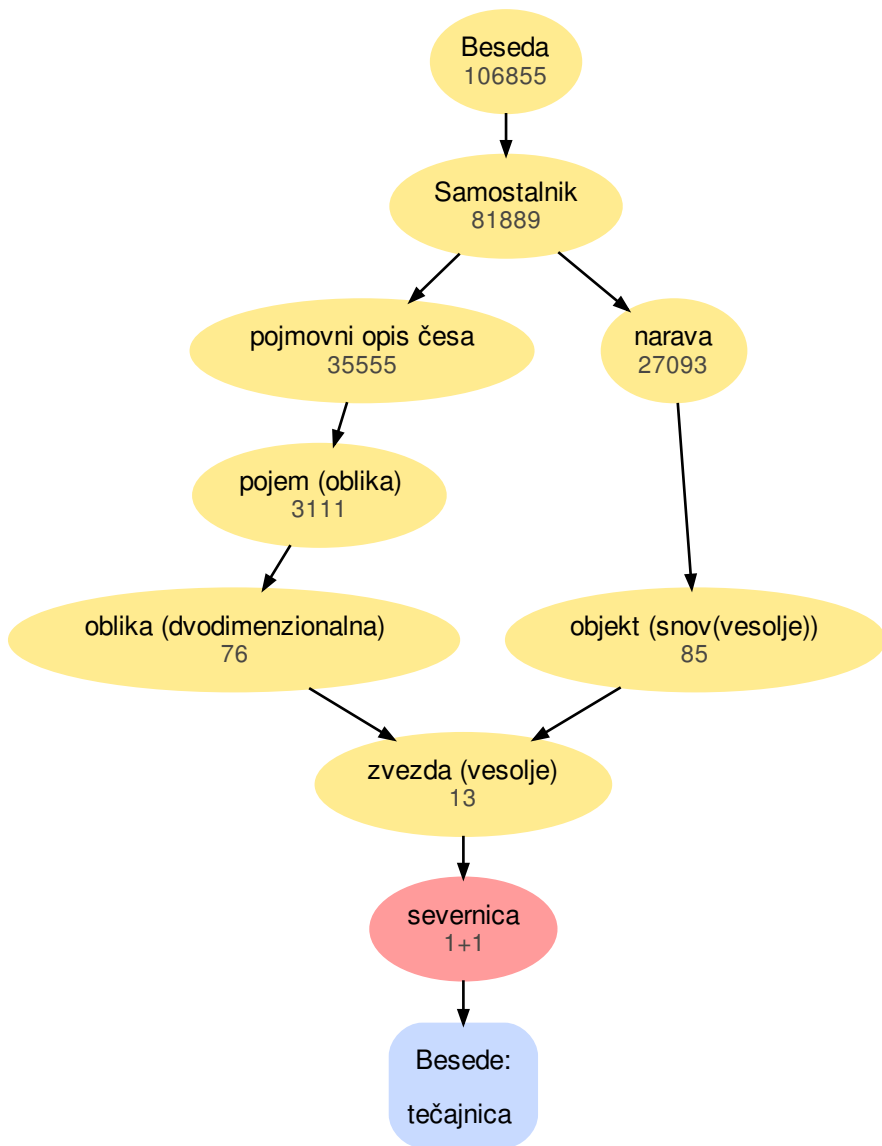 Beseda
106855
Samostalnik
81889
pojmovni opis česa
35555
narava
27093
pojem (oblika)
3111
oblika (dvodimenzionalna)
76
objekt (snov(vesolje))
85
zvezda (vesolje)
13
severnica
1+1
Besede:
tečajnica